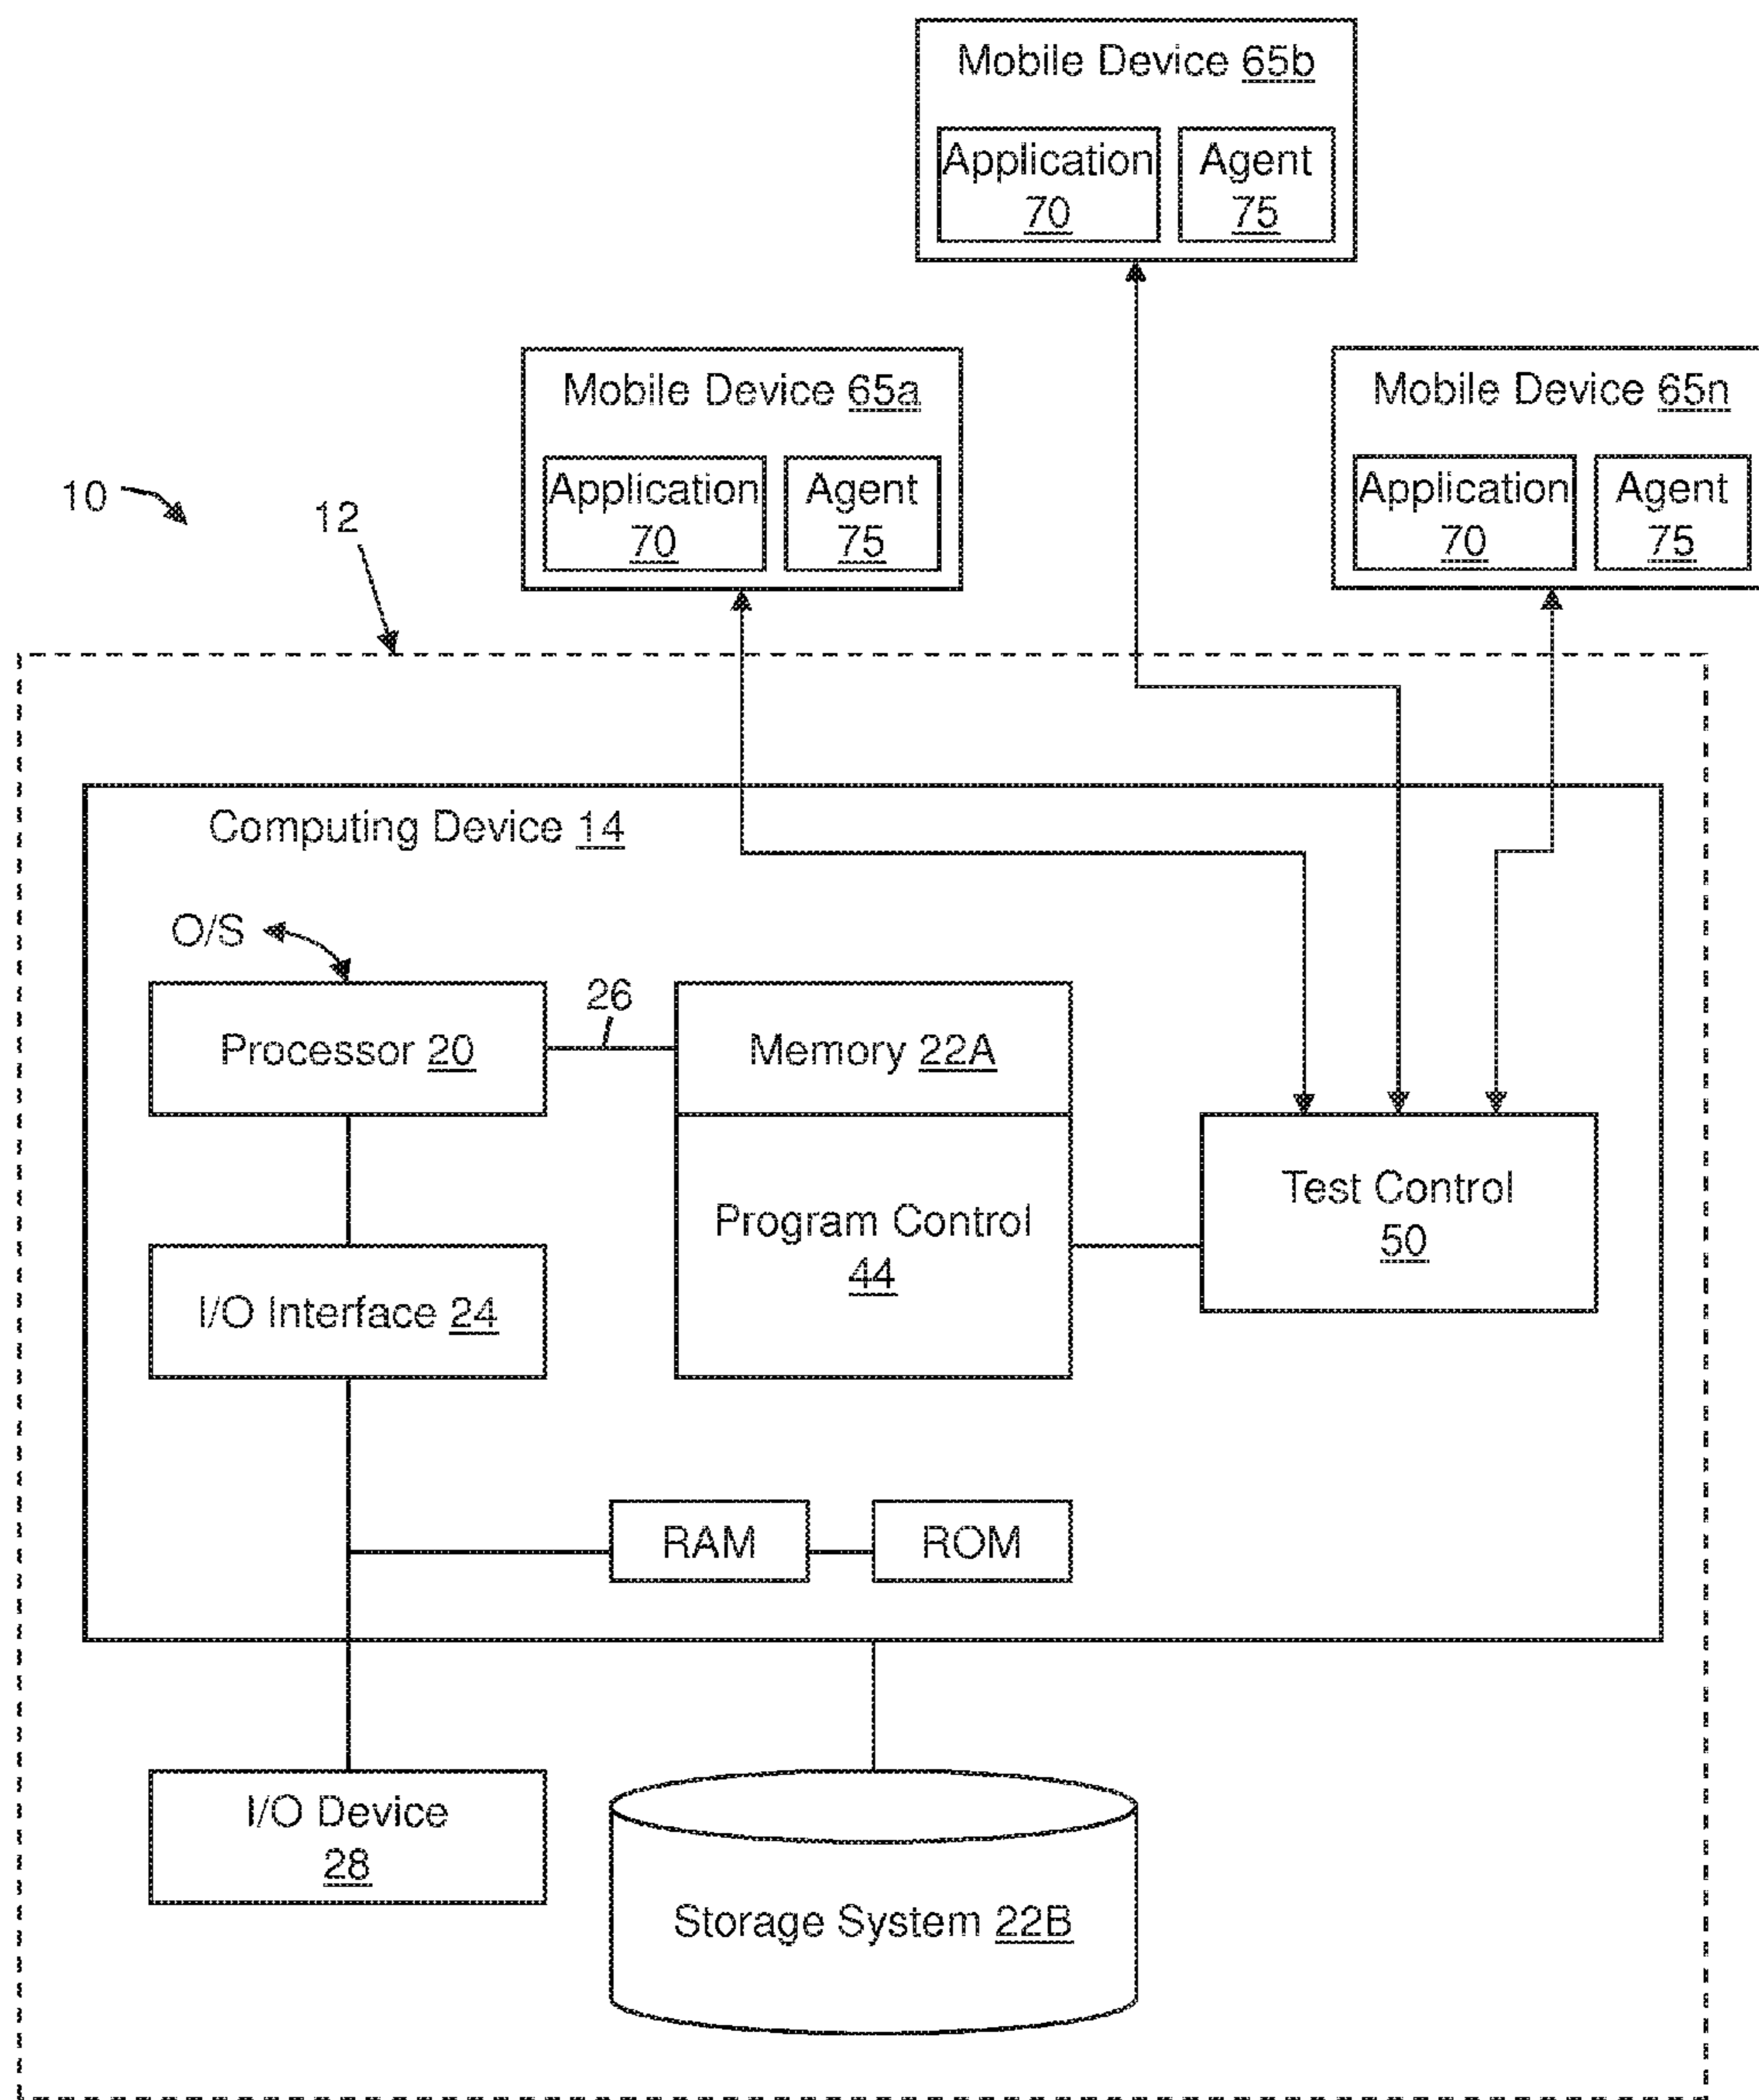 Mobile Device 65b
Application
70
Agent
75
Mobile Device 65a
Application
70
Agent
75
Mobile Device 65n
Application
70
Agent
75
10
12
Computing Device 14
O/S
Processor 20
26
Memory 22A
Program Control
44
Test Control
50
I/O Interface 24
RAM
ROM
I/O Device
28
Storage System 22B